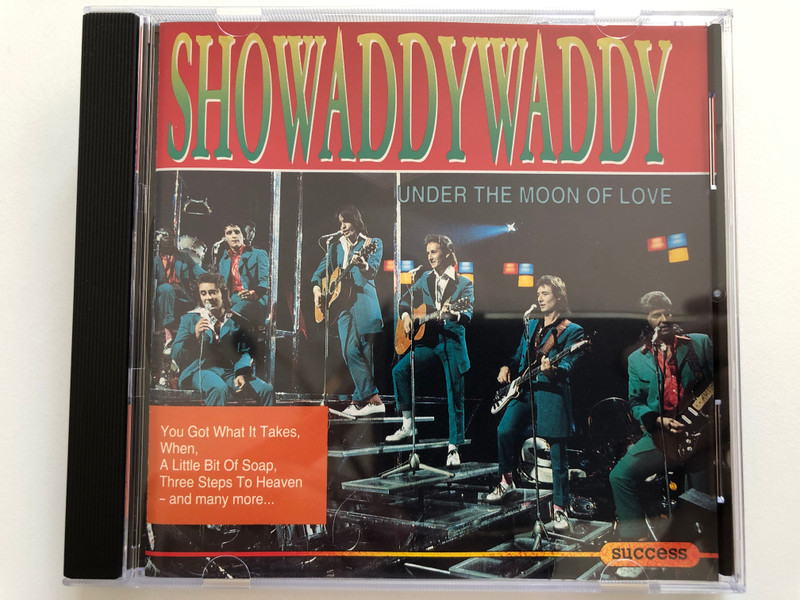 SHOWADDYWADDY
UNDER THE MOON OF LOVE
You Got What It Takes,
When,
A Little Bit Of Soap,
Three Steps To Heaven
– and many more...
success